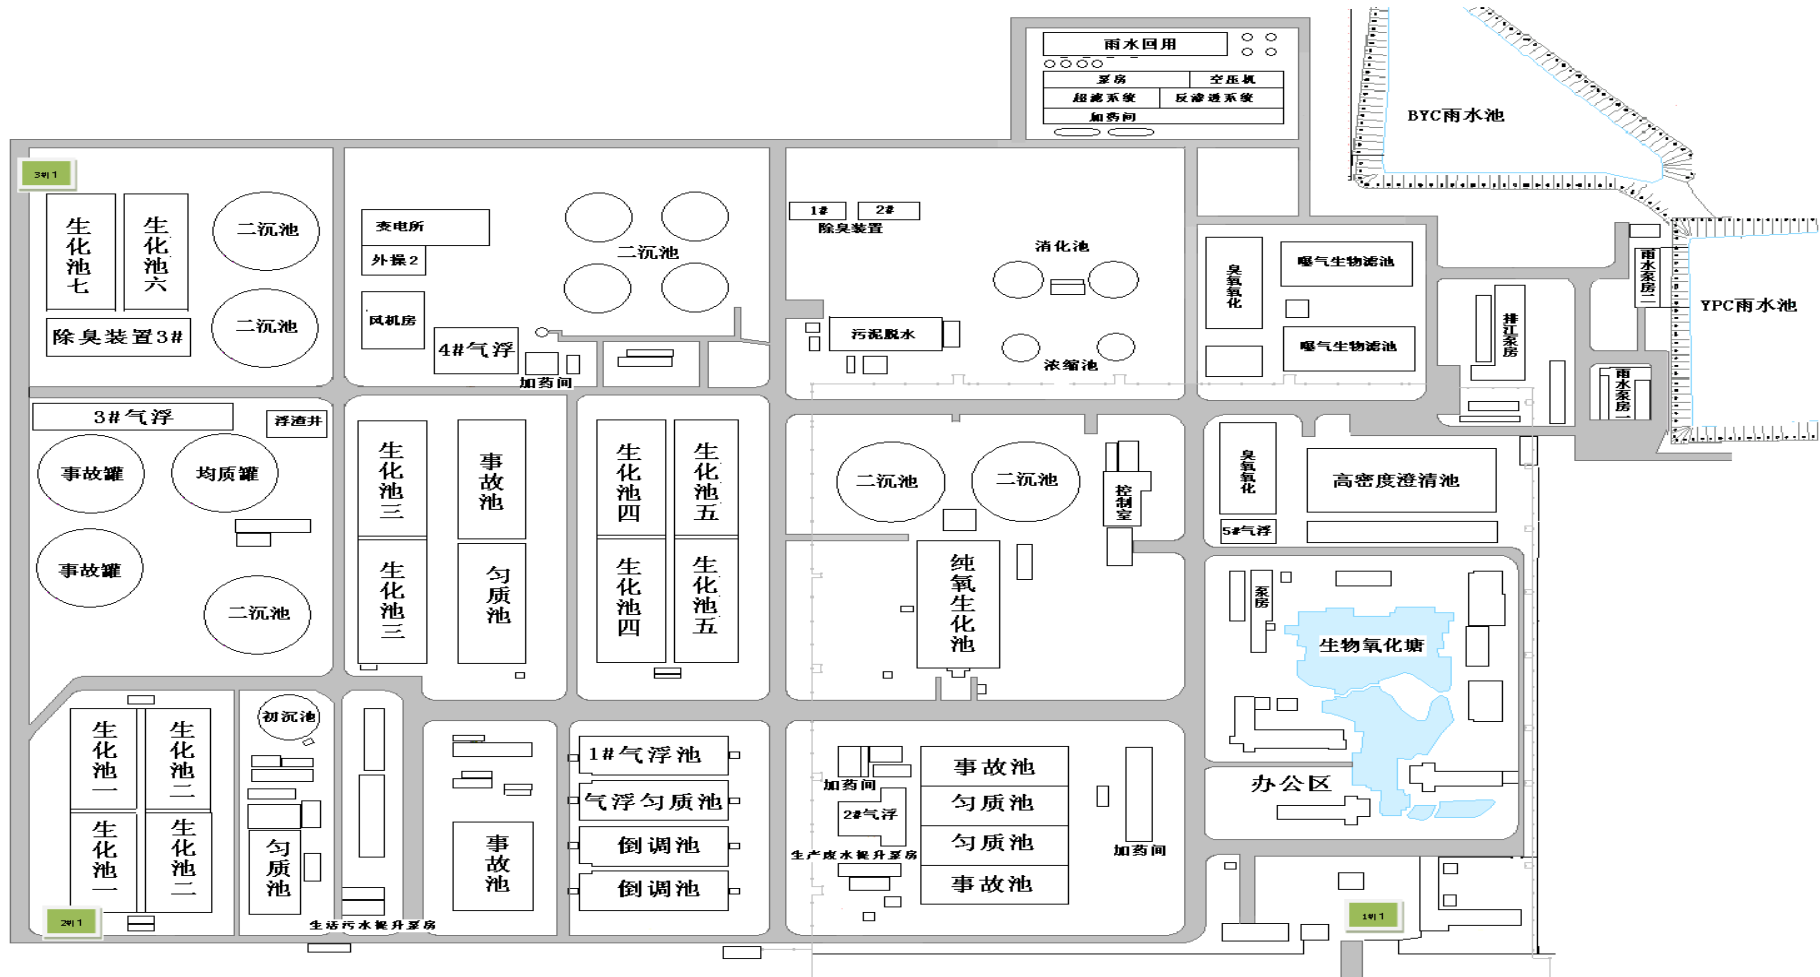 雨水回用
泵房
空压机
超滤系统
反渗透系统
加药间
BYC雨水池
生化池七
生化池六
二沉池
二沉池
除臭装置3#
变电所
外操2
风机房
4#气浮
加药间
二沉池
1#
2#
除臭装置
消化池
污泥脱水
浓缩池
臭氧氧化
曝气生物滤池
曝气生物滤池
排江泵房
雨水泵房二
雨水泵房一
YPC雨水池
3#气浮
浮渣井
事故罐
均质罐
事故罐
二沉池
生化池三
事故池
生化池三
匀质池
生化池四
生化池五
生化池四
生化池五
二沉池
二沉池
控制室
纯氧生化池
臭氧氧化
5#气浮
高密度澄清池
泵房
生物氧化塘
办公区
生化池一
生化池二
生化池一
生化池二
初沉池
匀质池
生活污水提升泵房
事故池
1#气浮池
气浮匀质池
倒调池
倒调池
加药间
2#气浮
生产废水提升泵房
事故池
匀质池
匀质池
事故池
加药间